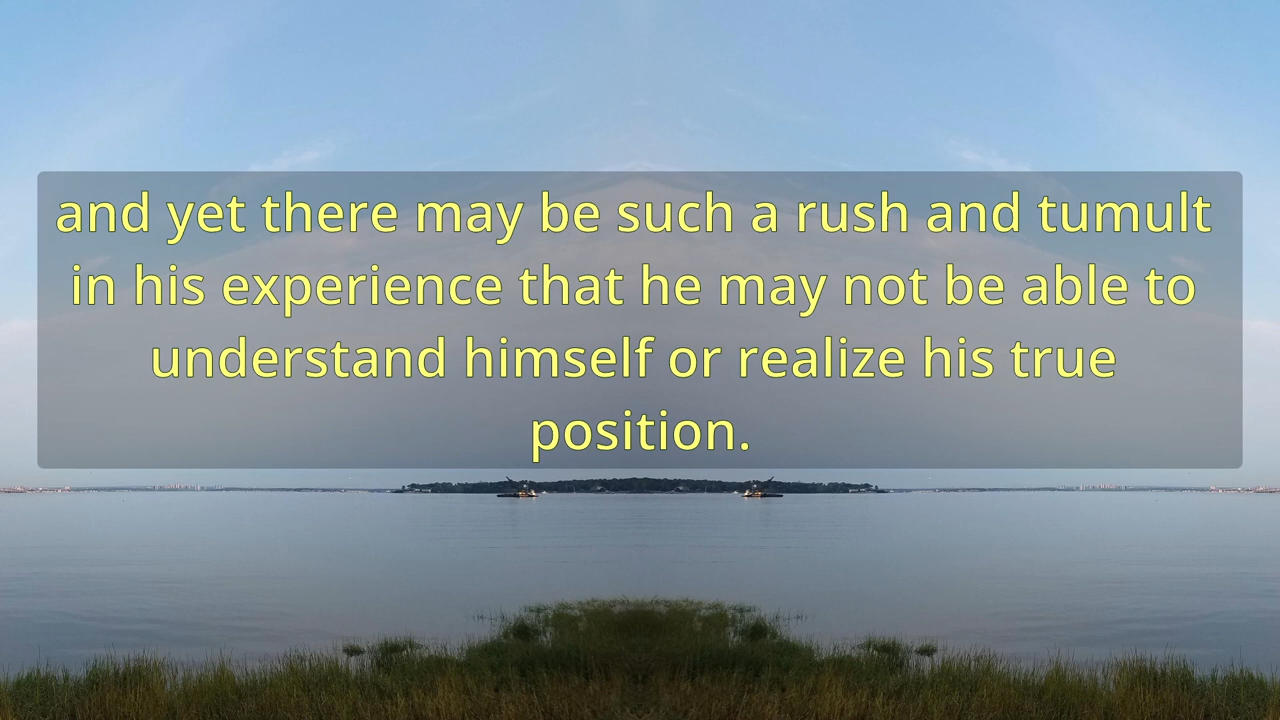 and yet there may be such a rush and tumult
in his experience that he may not be able to
understand himself or realize his true
position.